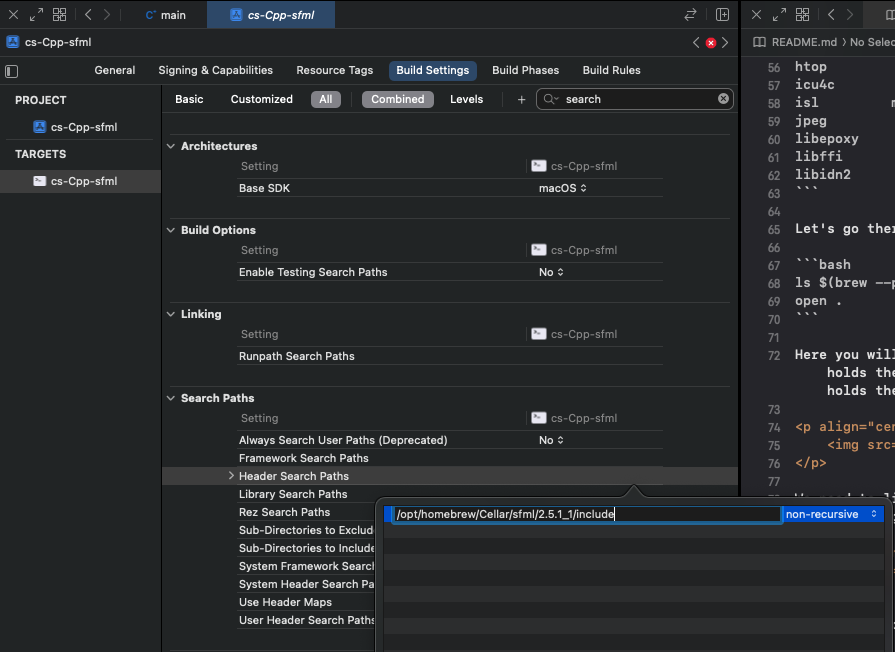 main
cs-Cpp-sfml
cs-Cpp-sfml
General Signing & Capabilities Resource Tags Build Settings Build Phases Build Rules
PROJECT
cs-Cpp-sfml
TARGETS
cs-Cpp-sfml
Basic Customized All Combined Levels + search
Architectures
Setting cs-Cpp-sfml
Base SDK macOS
Build Options
Setting cs-Cpp-sfml
Enable Testing Search Paths No
Linking
Setting cs-Cpp-sfml
Runpath Search Paths
Search Paths
Setting cs-Cpp-sfml
Always Search User Paths (Deprecated) No
Framework Search Paths
Header Search Paths
Library Search Paths
Rez Search Paths
Sub-Directories to Exclud
Sub-Directories to Include
System Framework Search
System Header Search Pa
Use Header Maps
User Header Search Paths
/opt/homebrew/Cellar/sfml/2.5.1_1/include non-recursive
README.md No Selec
56 htop
57 icu4c
58 isl
59 jpeg
60 libepoxy
61 libffi
62 libidn2
63 ```
64
65 Let's go ther
66
67 ```bash
68 ls $(brew --p
69 open .
70 ```
71
72 Here you will
holds the
holds the
73
74 <p align="cen
75 <img src=
76 </p>
77